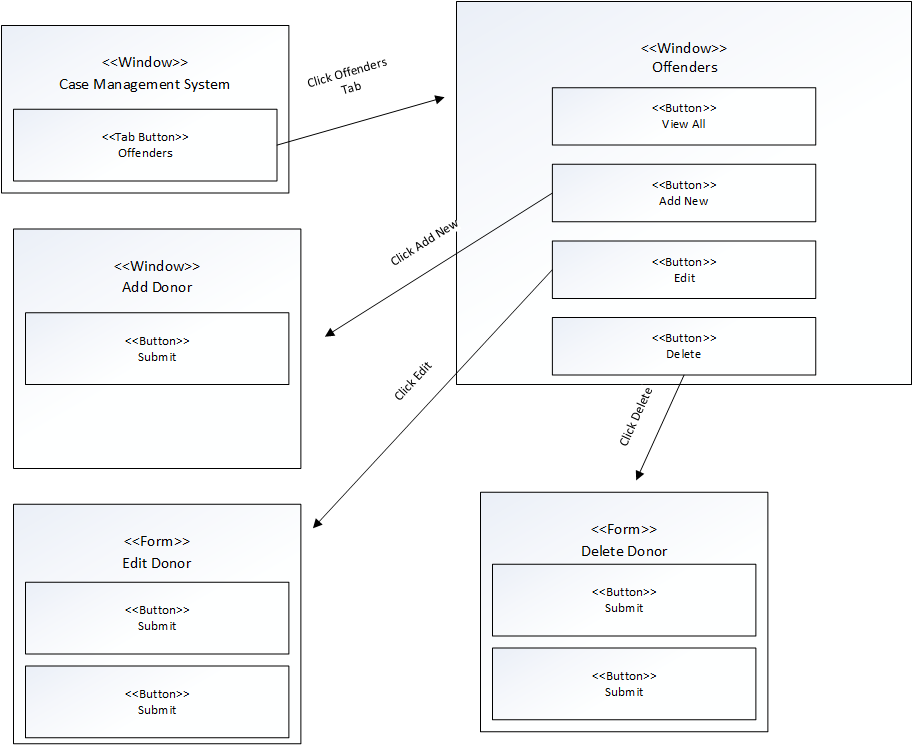 <<Window>>
Case Management System
<<Tab Button>>
Offenders
Click Offenders
Tab
<<Window>>
Offenders
<<Button>>
View All
<<Button>>
Add New
<<Button>>
Edit
<<Button>>
Delete
Click Add New
Click Edit
Click Delete
<<Window>>
Add Donor
<<Button>>
Submit
<<Form>>
Edit Donor
<<Button>>
Submit
<<Button>>
Submit
<<Form>>
Delete Donor
<<Button>>
Submit
<<Button>>
Submit